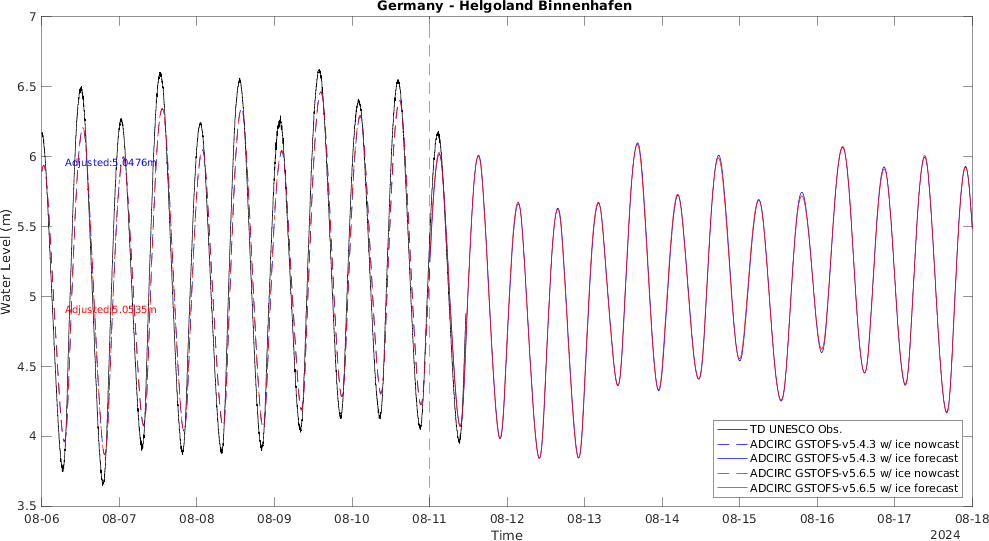 Germany - Helgoland Binnenhafen
7
6.5
6
5.5
5
4.5
4
3.5
Water Level (m)
Adjusted:5.0476m
Adjusted:5.0535m
TD UNESCO Obs.
ADCIRC GSTOFS-v5.4.3 w/ ice nowcast
ADCIRC GSTOFS-v5.4.3 w/ ice forecast
ADCIRC GSTOFS-v5.6.5 w/ ice nowcast
ADCIRC GSTOFS-v5.6.5 w/ ice forecast
08-06 08-07 08-08 08-09 08-10 08-11 08-12 08-13 08-14 08-15 08-16 08-17 08-18
Time
2024